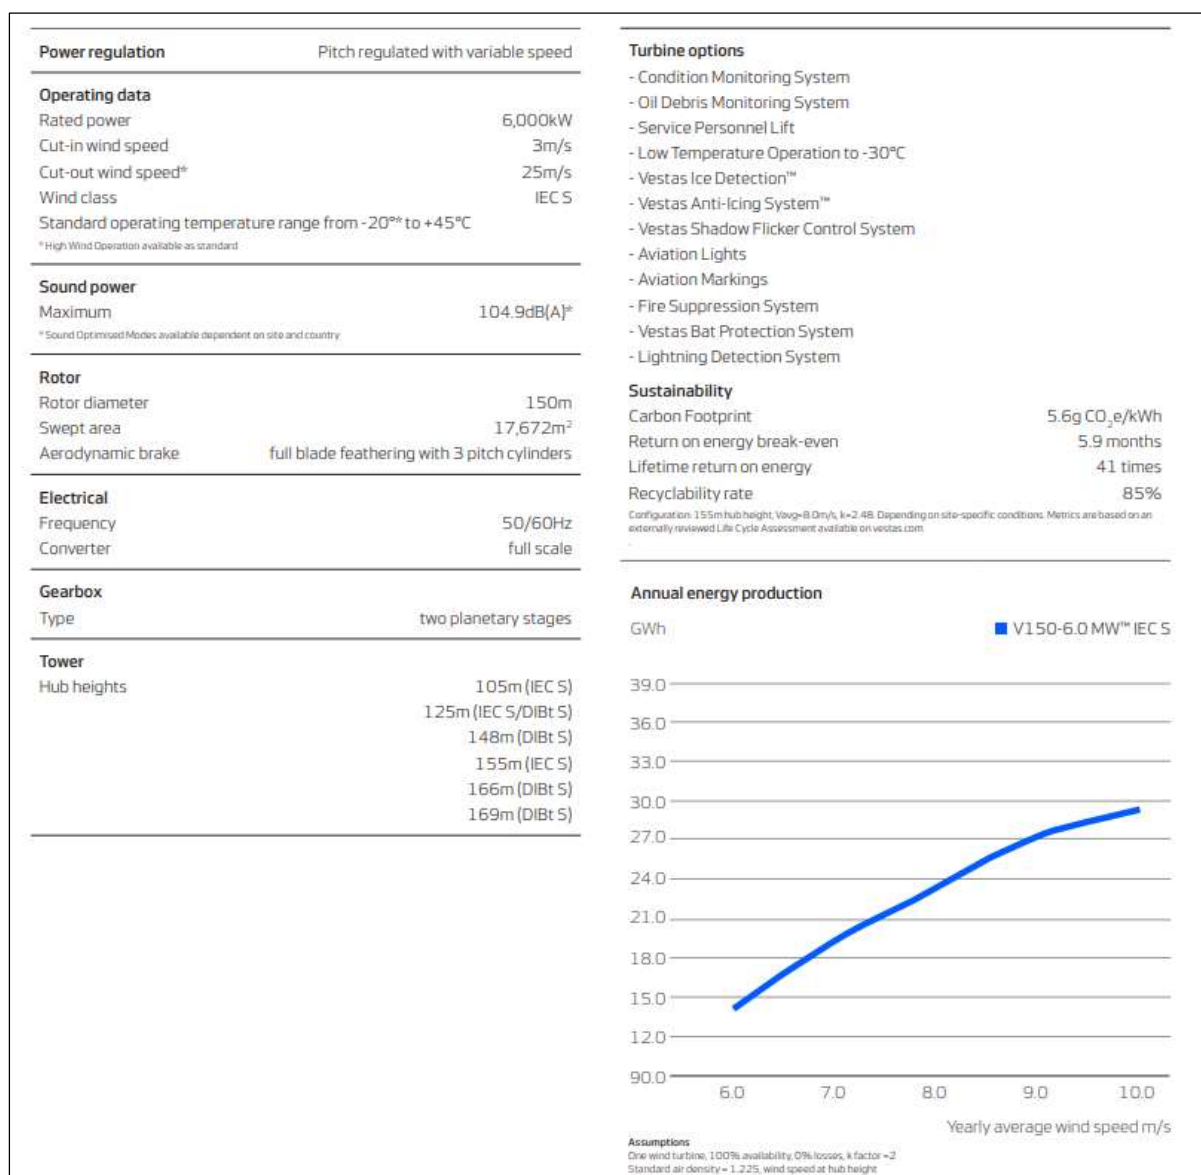 Power regulation Pitch regulated with variable speed
Operating data
Rated power 6,000kW
Cut-in wind speed 3m/s
Cut-out wind speed* 25m/s
Wind class IEC S
Standard operating temperature range from -20°* to +45°C
* High Wind Operation available as standard
Sound power
Maximum 104.9dB(A)*
* Sound Optimised Modes available dependent on site and country
Rotor
Rotor diameter 150m
Swept area 17,672m²
Aerodynamic brake full blade feathering with 3 pitch cylinders
Electrical
Frequency 50/60Hz
Converter full scale
Gearbox
Type two planetary stages
Tower
Hub heights 105m (IEC S)
125m (IEC S/DIBt S)
148m (DIBt S)
155m (IEC S)
166m (DIBt S)
169m (DIBt S)
Turbine options
- Condition Monitoring System
- Oil Debris Monitoring System
- Service Personnel Lift
- Low Temperature Operation to -30°C
- Vestas Ice Detection™
- Vestas Anti-Icing System™
- Vestas Shadow Flicker Control System
- Aviation Lights
- Aviation Markings
- Fire Suppression System
- Vestas Bat Protection System
- Lightning Detection System
Sustainability
Carbon Footprint 5.6g CO₂e/kWh
Return on energy break-even 5.9 months
Lifetime return on energy 41 times
Recyclability rate 85%
Configuration: 155m hub height, Vavg=8.0m/s, k=2.48. Depending on site-specific conditions. Metrics are based on an
externally reviewed Life Cycle Assessment available on vestas.com
Annual energy production
GWh V150-6.0 MW™ IEC S
39.0
36.0
33.0
30.0
27.0
24.0
21.0
18.0
15.0
12.0
90.0
6.0 7.0 8.0 9.0 10.0
Yearly average wind speed m/s
Assumptions
One wind turbine, 100% availability, 0% losses, k factor =2
Standard air density = 1.225, wind speed at hub height